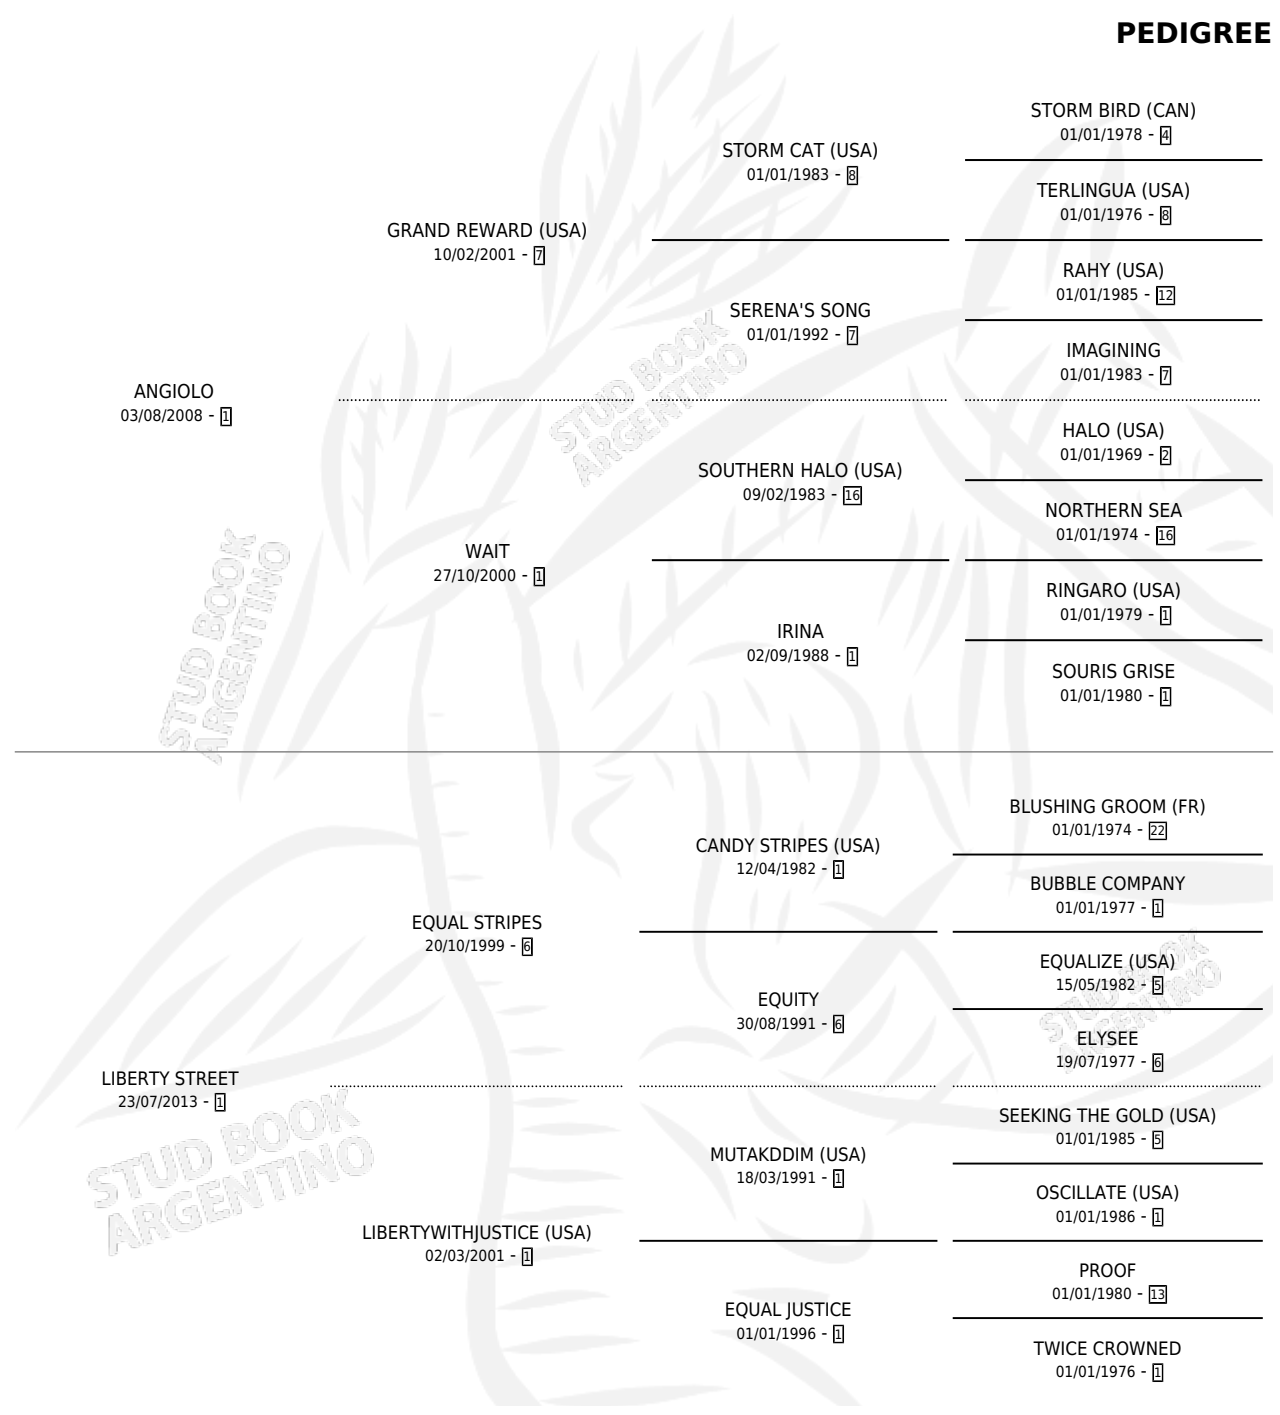 PEDIGREE
STORM BIRD (CAN)
01/01/1978 - 4
STORM CAT (USA)
01/01/1983 - 8
TERLINGUA (USA)
01/01/1976 - 8
GRAND REWARD (USA)
10/02/2001 - 7
RAHY (USA)
01/01/1985 - 12
SERENA'S SONG
01/01/1992 - 7
IMAGINING
01/01/1983 - 7
ANGIOLO
03/08/2008 - 1
HALO (USA)
01/01/1969 - 2
SOUTHERN HALO (USA)
09/02/1983 - 16
NORTHERN SEA
01/01/1974 - 16
WAIT
27/10/2000 - 1
RINGARO (USA)
01/01/1979 - 1
IRINA
02/09/1988 - 1
SOURIS GRISE
01/01/1980 - 1
BLUSHING GROOM (FR)
01/01/1974 - 22
CANDY STRIPES (USA)
12/04/1982 - 1
BUBBLE COMPANY
01/01/1977 - 1
EQUAL STRIPES
20/10/1999 - 6
EQUALIZE (USA)
15/05/1982 - 5
EQUITY
30/08/1991 - 6
ELYSEE
19/07/1977 - 6
LIBERTY STREET
23/07/2013 - 1
SEEKING THE GOLD (USA)
01/01/1985 - 5
MUTAKDDIM (USA)
18/03/1991 - 1
OSCILLATE (USA)
01/01/1986 - 1
LIBERTYWITHJUSTICE (USA)
02/03/2001 - 1
PROOF
01/01/1980 - 13
EQUAL JUSTICE
01/01/1996 - 1
TWICE CROWNED
01/01/1976 - 1
STUD BOOK
ARGENTINO
STUD BOOK
ARGENTINO
STUD BOOK
ARGENTINO
STUD BOOK
ARGENTINO